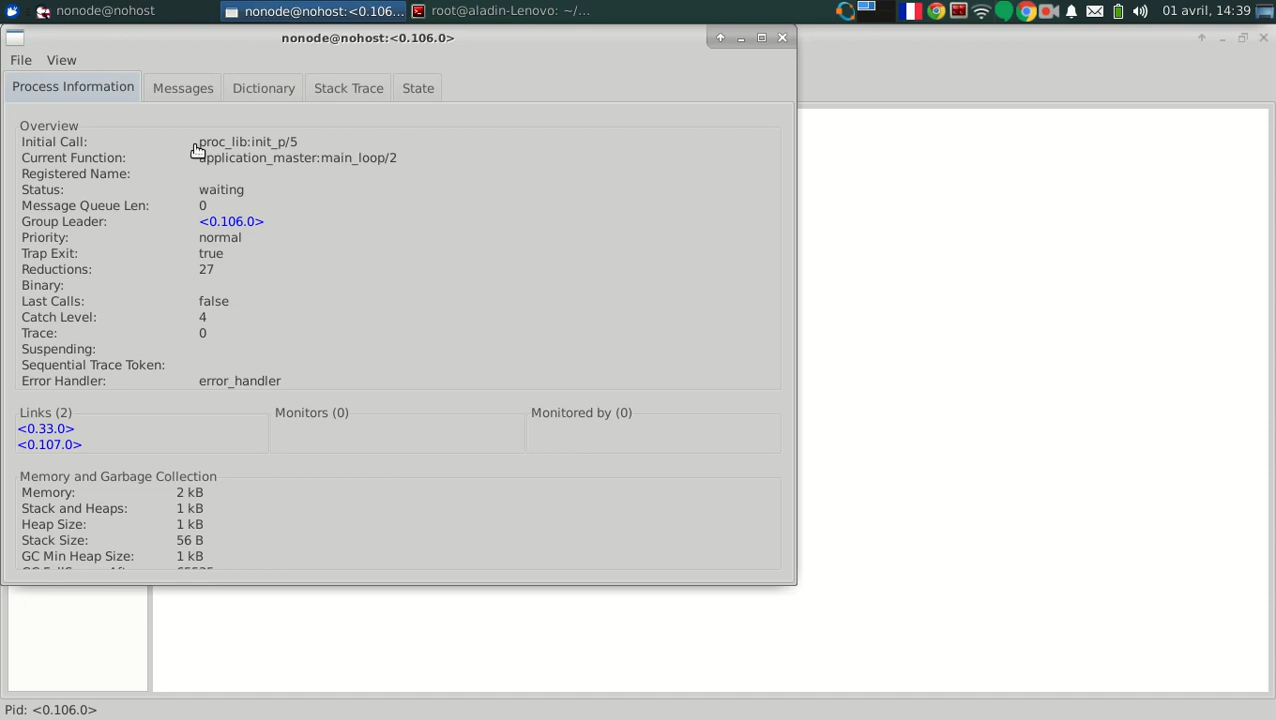 nonode@nohost
nonode@nohost:<0.106....
root@aladin-Lenovo: ~/...
01 avril, 14:39
nonode@nohost:<0.106.0>
File View
Process Information Messages Dictionary Stack Trace State
Overview
Initial Call: proc_lib:init_p/5
Current Function: application_master:main_loop/2
Registered Name:
Status: waiting
Message Queue Len: 0
Group Leader: <0.106.0>
Priority: normal
Trap Exit: true
Reductions: 27
Binary:
Last Calls: false
Catch Level: 4
Trace: 0
Suspending:
Sequential Trace Token:
Error Handler: error_handler
Links (2) Monitors (0) Monitored by (0)
<0.33.0>
<0.107.0>
Memory and Garbage Collection
Memory: 2 kB
Stack and Heaps: 1 kB
Heap Size: 1 kB
Stack Size: 56 B
GC Min Heap Size: 1 kB
Pid: <0.106.0>